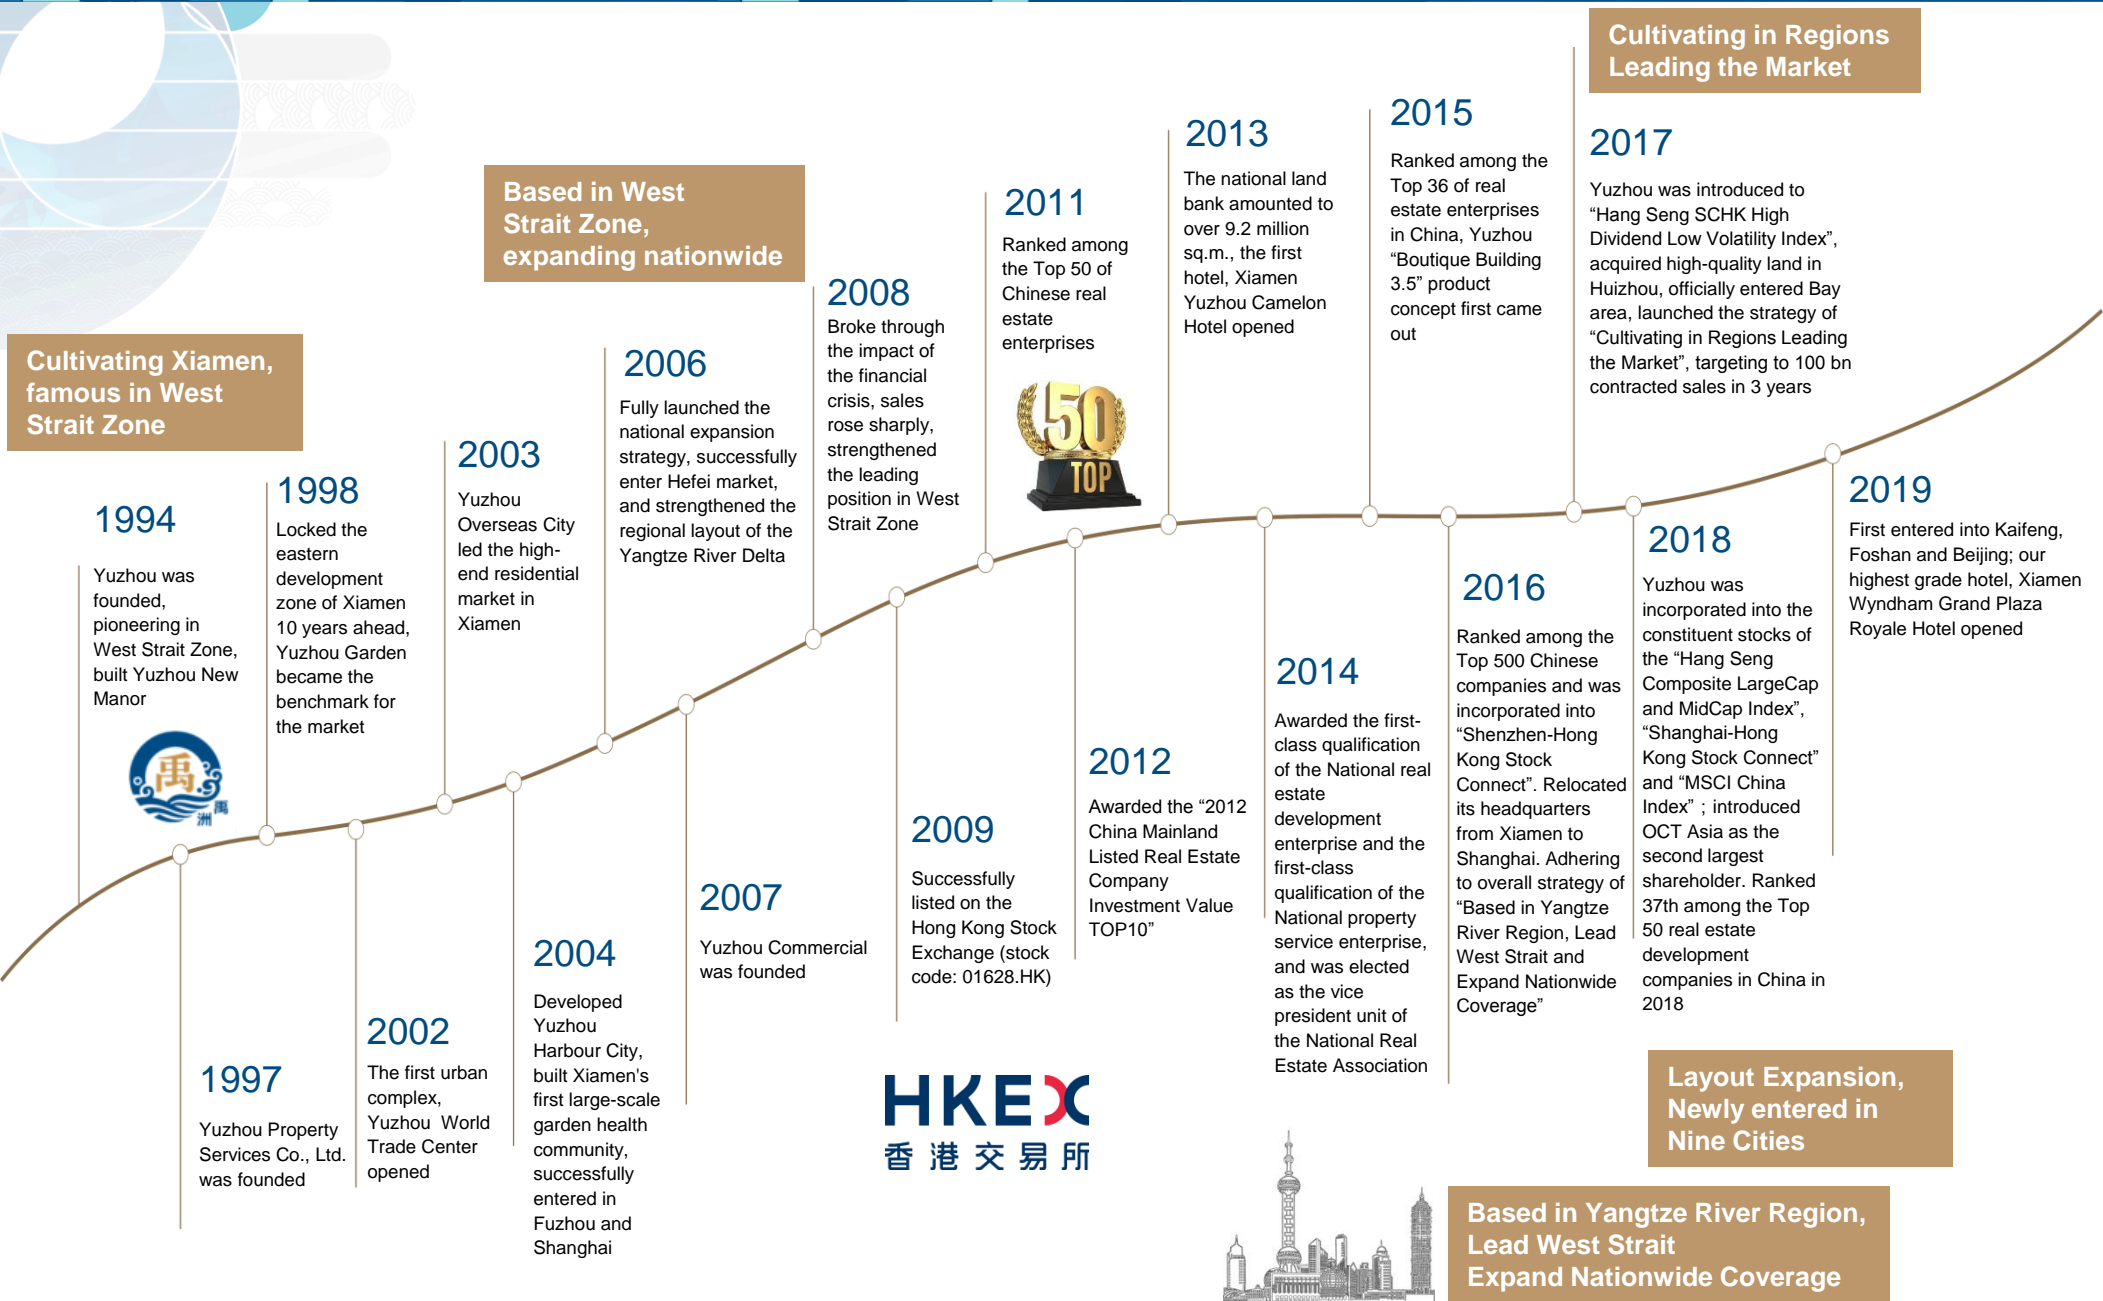 Cultivating Xiamen,
famous in West
Strait Zone
1994
Yuzhou was
founded,
pioneering in
West Strait Zone,
built Yuzhou New
Manor
禹
禹
洲
1997
Yuzhou Property
Services Co., Ltd.
was founded
1998
Locked the
eastern
development
zone of Xiamen
10 years ahead,
Yuzhou Garden
became the
benchmark for
the market
2002
The first urban
complex,
Yuzhou World
Trade Center
opened
2003
Yuzhou
Overseas City
led the high-
end residential
market in
Xiamen
2004
Developed
Yuzhou
Harbour City,
built Xiamen's
first large-scale
garden health
community,
successfully
entered in
Fuzhou and
Shanghai
Based in West
Strait Zone,
expanding nationwide
2006
Fully launched the
national expansion
strategy, successfully
enter Hefei market,
and strengthened the
regional layout of the
Yangtze River Delta
2007
Yuzhou Commercial
was founded
2008
Broke through
the impact of
the financial
crisis, sales
rose sharply,
strengthened
the leading
position in West
Strait Zone
2009
Successfully
listed on the
Hong Kong Stock
Exchange (stock
code: 01628.HK)
HKEX
香港交易所
2011
Ranked among
the Top 50 of
Chinese real
estate
enterprises
50
TOP
2012
Awarded the “2012
China Mainland
Listed Real Estate
Company
Investment Value
TOP10”
2013
The national land
bank amounted to
over 9.2 million
sq.m., the first
hotel, Xiamen
Yuzhou Camelon
Hotel opened
2014
Awarded the first-
class qualification
of the National real
estate
development
enterprise and the
first-class
qualification of the
National property
service enterprise,
and was elected
as the vice
president unit of
the National Real
Estate Association
2015
Ranked among the
Top 36 of real
estate enterprises
in China, Yuzhou
“Boutique Building
3.5” product
concept first came
out
2016
Ranked among the
Top 500 Chinese
companies and was
incorporated into
“Shenzhen-Hong
Kong Stock
Connect”. Relocated
its headquarters
from Xiamen to
Shanghai. Adhering
to overall strategy of
“Based in Yangtze
River Region, Lead
West Strait and
Expand Nationwide
Coverage”
Based in Yangtze River Region,
Lead West Strait
Expand Nationwide Coverage
Cultivating in Regions
Leading the Market
2017
Yuzhou was introduced to
“Hang Seng SCHK High
Dividend Low Volatility Index”,
acquired high-quality land in
Huizhou, officially entered Bay
area, launched the strategy of
“Cultivating in Regions Leading
the Market”, targeting to 100 bn
contracted sales in 3 years
2018
Yuzhou was
incorporated into the
constituent stocks of
the “Hang Seng
Composite LargeCap
and MidCap Index”,
“Shanghai-Hong
Kong Stock Connect”
and “MSCI China
Index” ; introduced
OCT Asia as the
second largest
shareholder. Ranked
37th among the Top
50 real estate
development
companies in China in
2018
Layout Expansion,
Newly entered in
Nine Cities
2019
First entered into Kaifeng,
Foshan and Beijing; our
highest grade hotel, Xiamen
Wyndham Grand Plaza
Royale Hotel opened